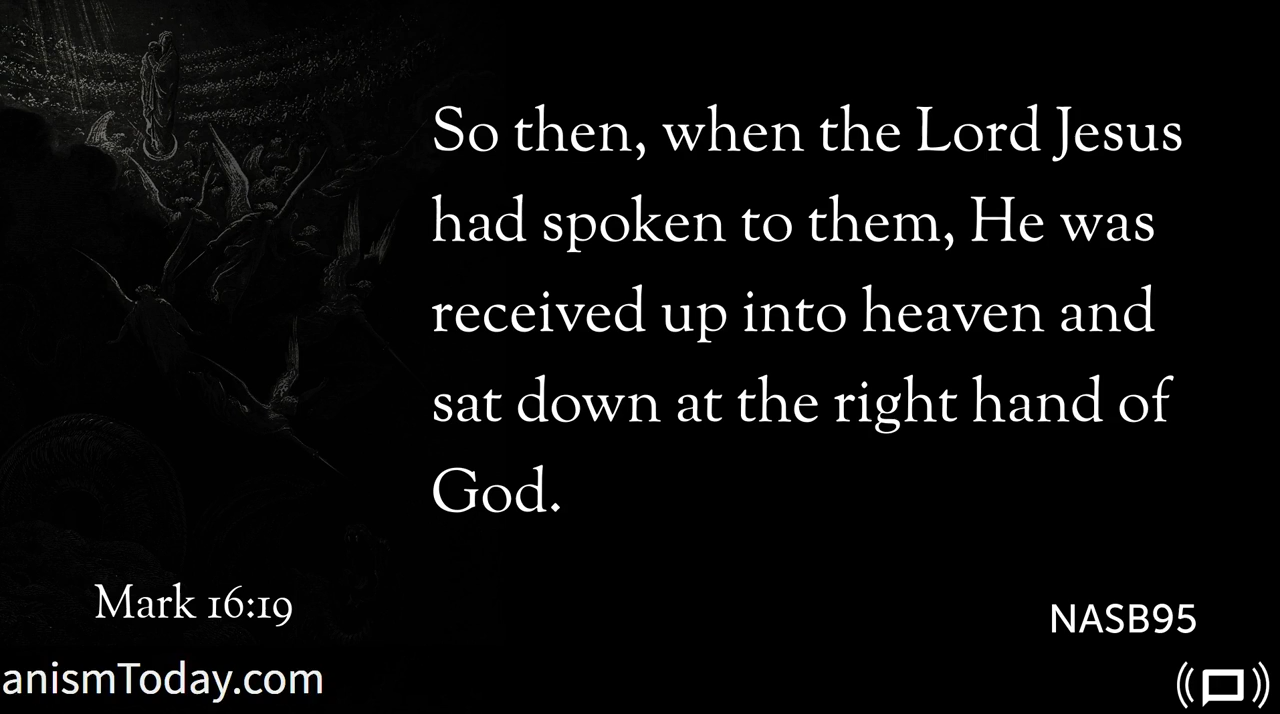 So then, when the Lord Jesus
had spoken to them, He was
received up into heaven and
sat down at the right hand of
God.
Mark 16:19
NASB95
anismToday.com